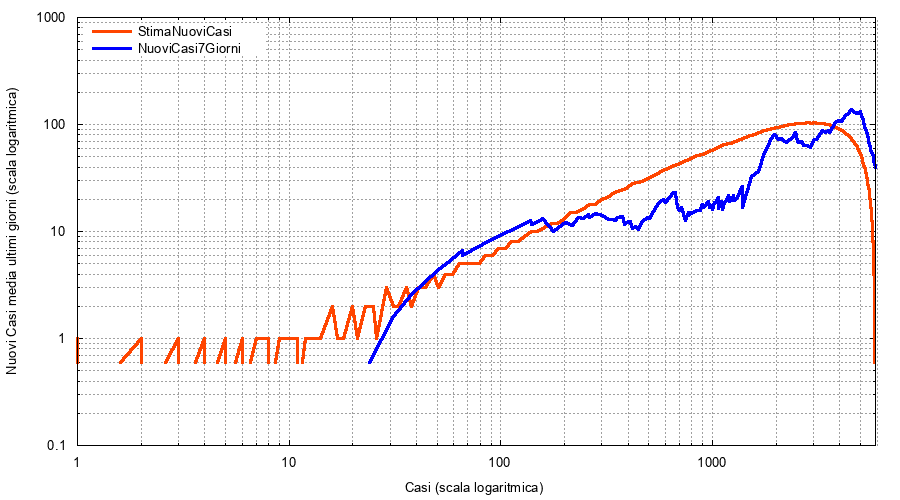 1000
StimaNuoviCasi
NuoviCasi7Giorni
100
10
1
0.1
Nuovi Casi media ultimi giorni (scala logaritmica)
1 10 100 1000
Casi (scala logaritmica)